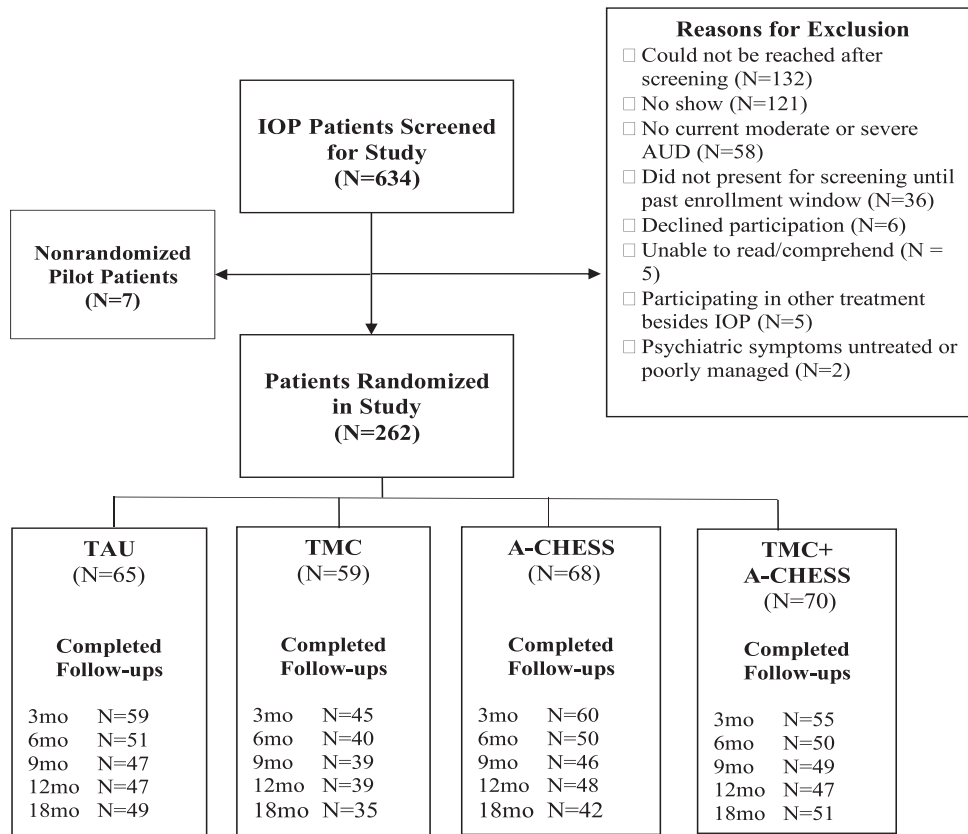 IOP Patients Screened
for Study
(N=634)
Nonrandomized
Pilot Patients
(N=7)
Reasons for Exclusion
□ Could not be reached after
screening (N=132)
□ No show (N=121)
□ No current moderate or severe
AUD (N=58)
□ Did not present for screening until
past enrollment window (N=36)
□ Declined participation (N=6)
□ Unable to read/comprehend (N =
5)
□ Participating in other treatment
besides IOP (N=5)
□ Psychiatric symptoms untreated or
poorly managed (N=2)
Patients Randomized
in Study
(N=262)
TAU
(N=65)
Completed
Follow-ups
3mo N=59
6mo N=51
9mo N=47
12mo N=47
18mo N=49
TMC
(N=59)
Completed
Follow-ups
3mo N=45
6mo N=40
9mo N=39
12mo N=39
18mo N=35
A-CHESS
(N=68)
Completed
Follow-ups
3mo N=60
6mo N=50
9mo N=46
12mo N=48
18mo N=42
TMC+
A-CHESS
(N=70)
Completed
Follow-ups
3mo N=55
6mo N=50
9mo N=49
12mo N=47
18mo N=51